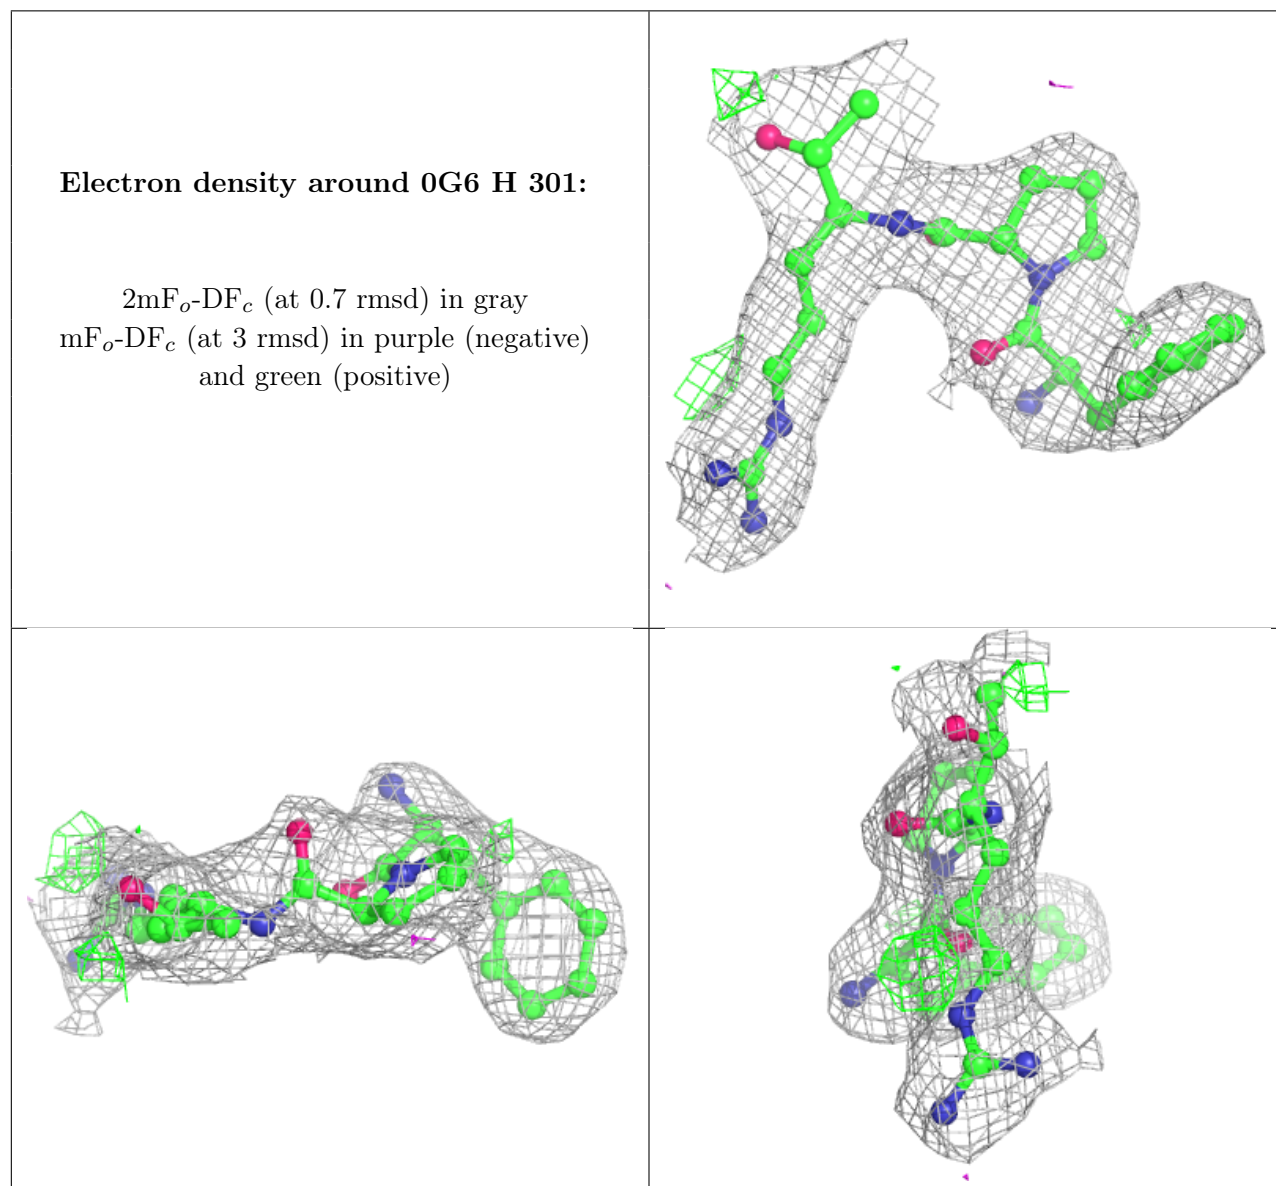 Electron density around 0G6 H 301:
2mFo-DFc (at 0.7 rmsd) in gray
mFo-DFc (at 3 rmsd) in purple (negative)
and green (positive)